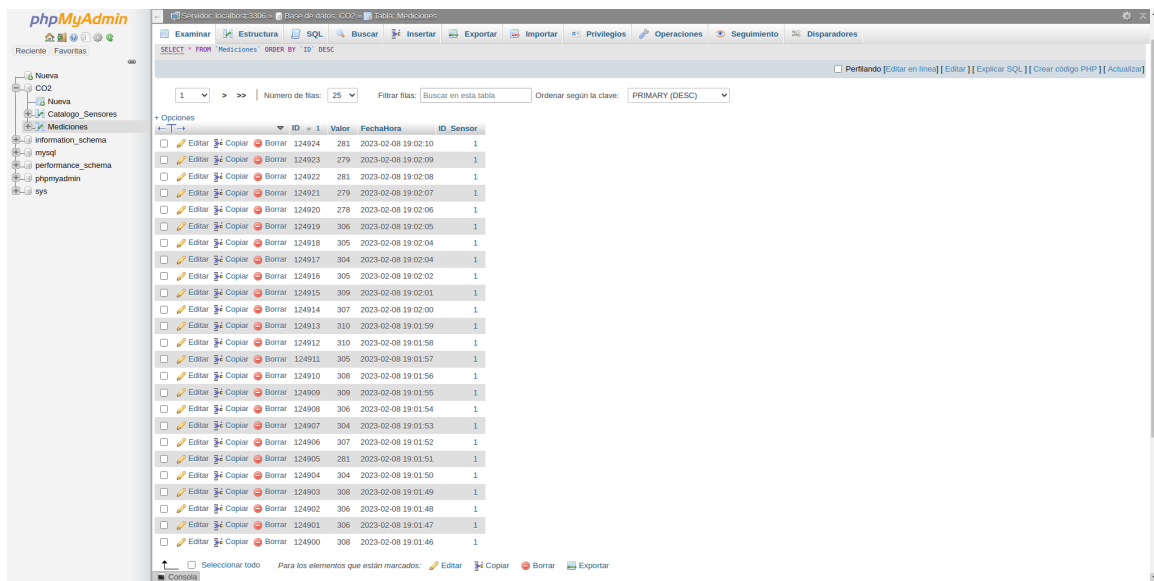 phpMyAdmin
Reciente Favoritas
Nueva
CO2
Nueva
Catalogo_Sensores
Mediciones
information_schema
mysql
performance_schema
phpmyadmin
sys
Servidor: localhost:3306 » Base de datos: CO2 » Tabla: Mediciones
Examinar Estructura SQL Buscar Insertar Exportar Importar Privilegios Operaciones Seguimiento Disparadores
SELECT * FROM `Mediciones` ORDER BY `ID` DESC
Perfilando [Editar en línea] [ Editar ] [ Explicar SQL ] [ Crear código PHP ] [ Actualizar]
1 > >> Número de filas: 25 Filtrar filas: Buscar en esta tabla Ordenar según la clave: PRIMARY (DESC)
+ Opciones
←T→ ▼ ID 1 Valor FechaHora ID_Sensor
Editar Copiar Borrar 124924 281 2023-02-08 19:02:10 1
Editar Copiar Borrar 124923 279 2023-02-08 19:02:09 1
Editar Copiar Borrar 124922 281 2023-02-08 19:02:08 1
Editar Copiar Borrar 124921 279 2023-02-08 19:02:07 1
Editar Copiar Borrar 124920 278 2023-02-08 19:02:06 1
Editar Copiar Borrar 124919 306 2023-02-08 19:02:05 1
Editar Copiar Borrar 124918 305 2023-02-08 19:02:04 1
Editar Copiar Borrar 124917 304 2023-02-08 19:02:04 1
Editar Copiar Borrar 124916 305 2023-02-08 19:02:02 1
Editar Copiar Borrar 124915 309 2023-02-08 19:02:01 1
Editar Copiar Borrar 124914 307 2023-02-08 19:02:00 1
Editar Copiar Borrar 124913 310 2023-02-08 19:01:59 1
Editar Copiar Borrar 124912 310 2023-02-08 19:01:58 1
Editar Copiar Borrar 124911 305 2023-02-08 19:01:57 1
Editar Copiar Borrar 124910 308 2023-02-08 19:01:56 1
Editar Copiar Borrar 124909 309 2023-02-08 19:01:55 1
Editar Copiar Borrar 124908 306 2023-02-08 19:01:54 1
Editar Copiar Borrar 124907 304 2023-02-08 19:01:53 1
Editar Copiar Borrar 124906 307 2023-02-08 19:01:52 1
Editar Copiar Borrar 124905 281 2023-02-08 19:01:51 1
Editar Copiar Borrar 124904 304 2023-02-08 19:01:50 1
Editar Copiar Borrar 124903 308 2023-02-08 19:01:49 1
Editar Copiar Borrar 124902 306 2023-02-08 19:01:48 1
Editar Copiar Borrar 124901 306 2023-02-08 19:01:47 1
Editar Copiar Borrar 124900 308 2023-02-08 19:01:46 1
Seleccionar todo Para los elementos que están marcados: Editar Copiar Borrar Exportar
Consola